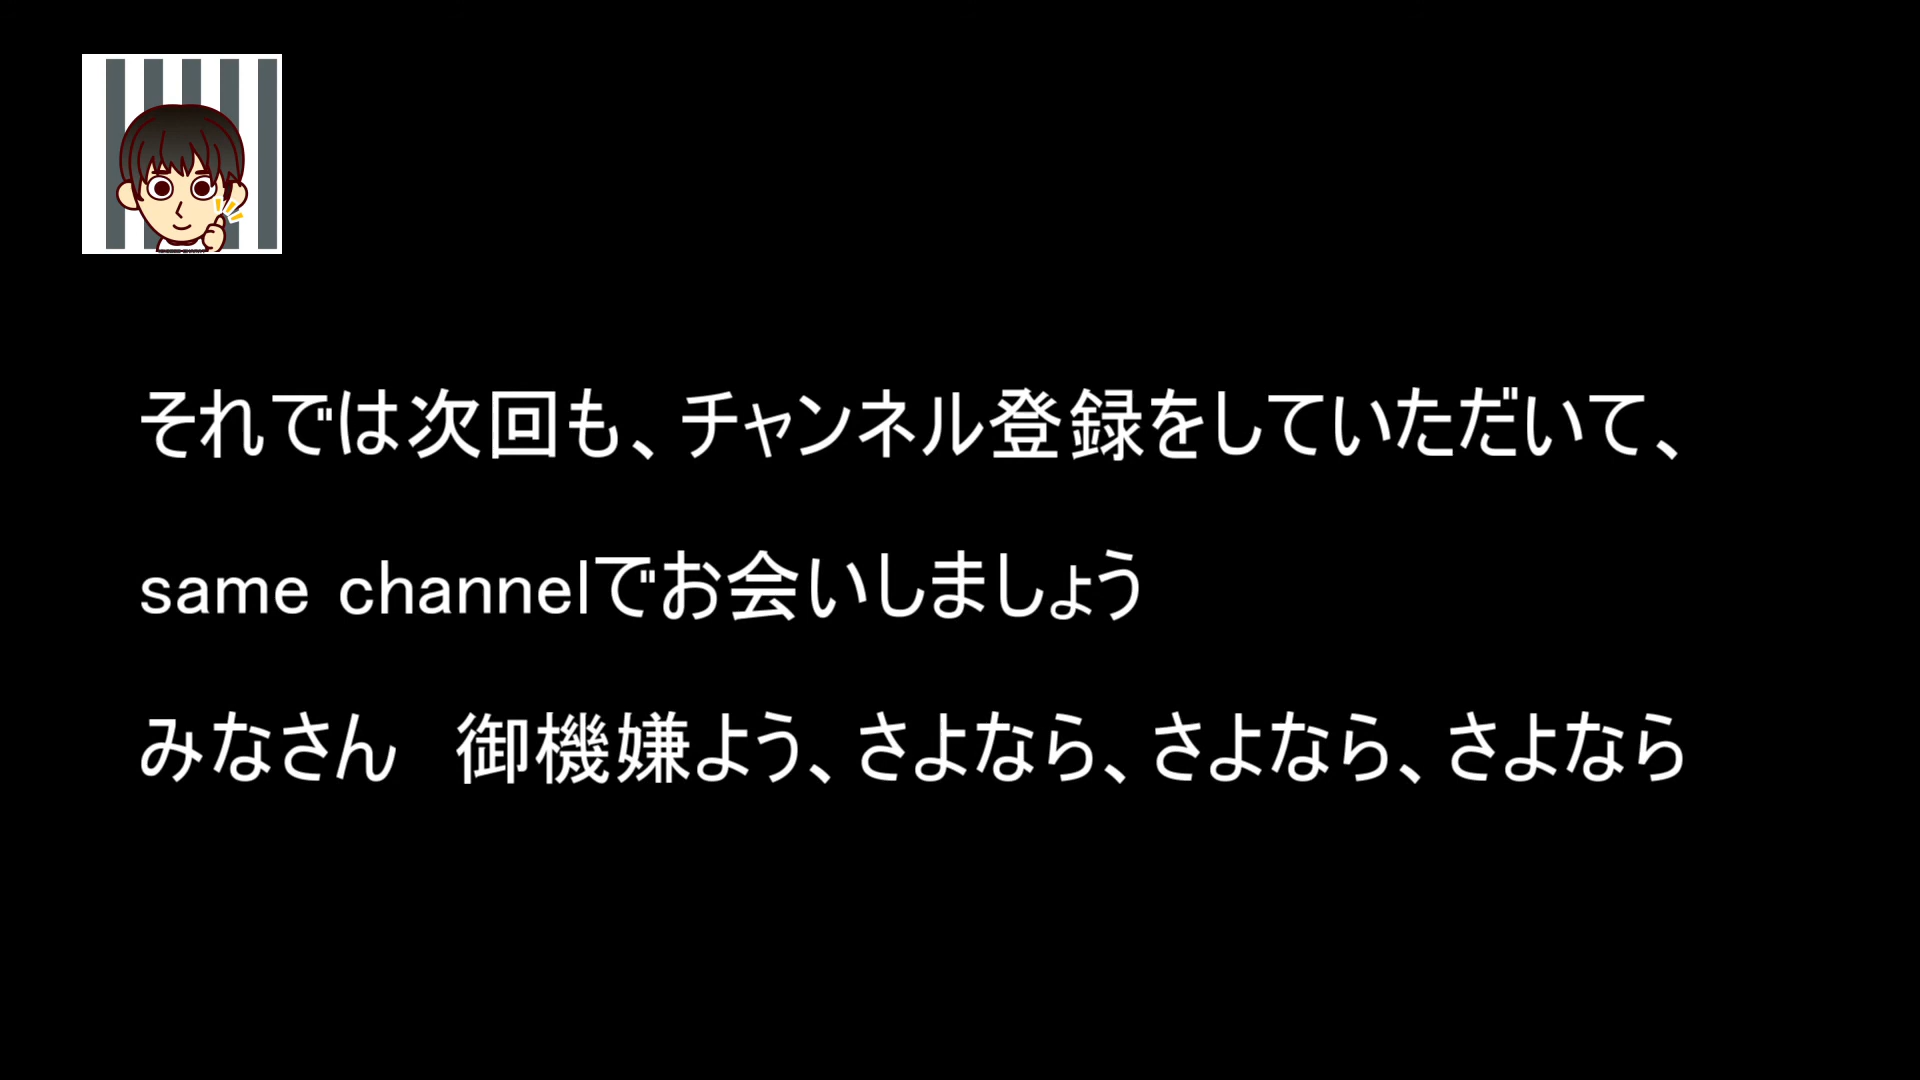 それでは次回も、チャンネル登録をしていただいて、
same channelでお会いしましょう
みなさん　御機嫌よう、さよなら、さよなら、さよなら